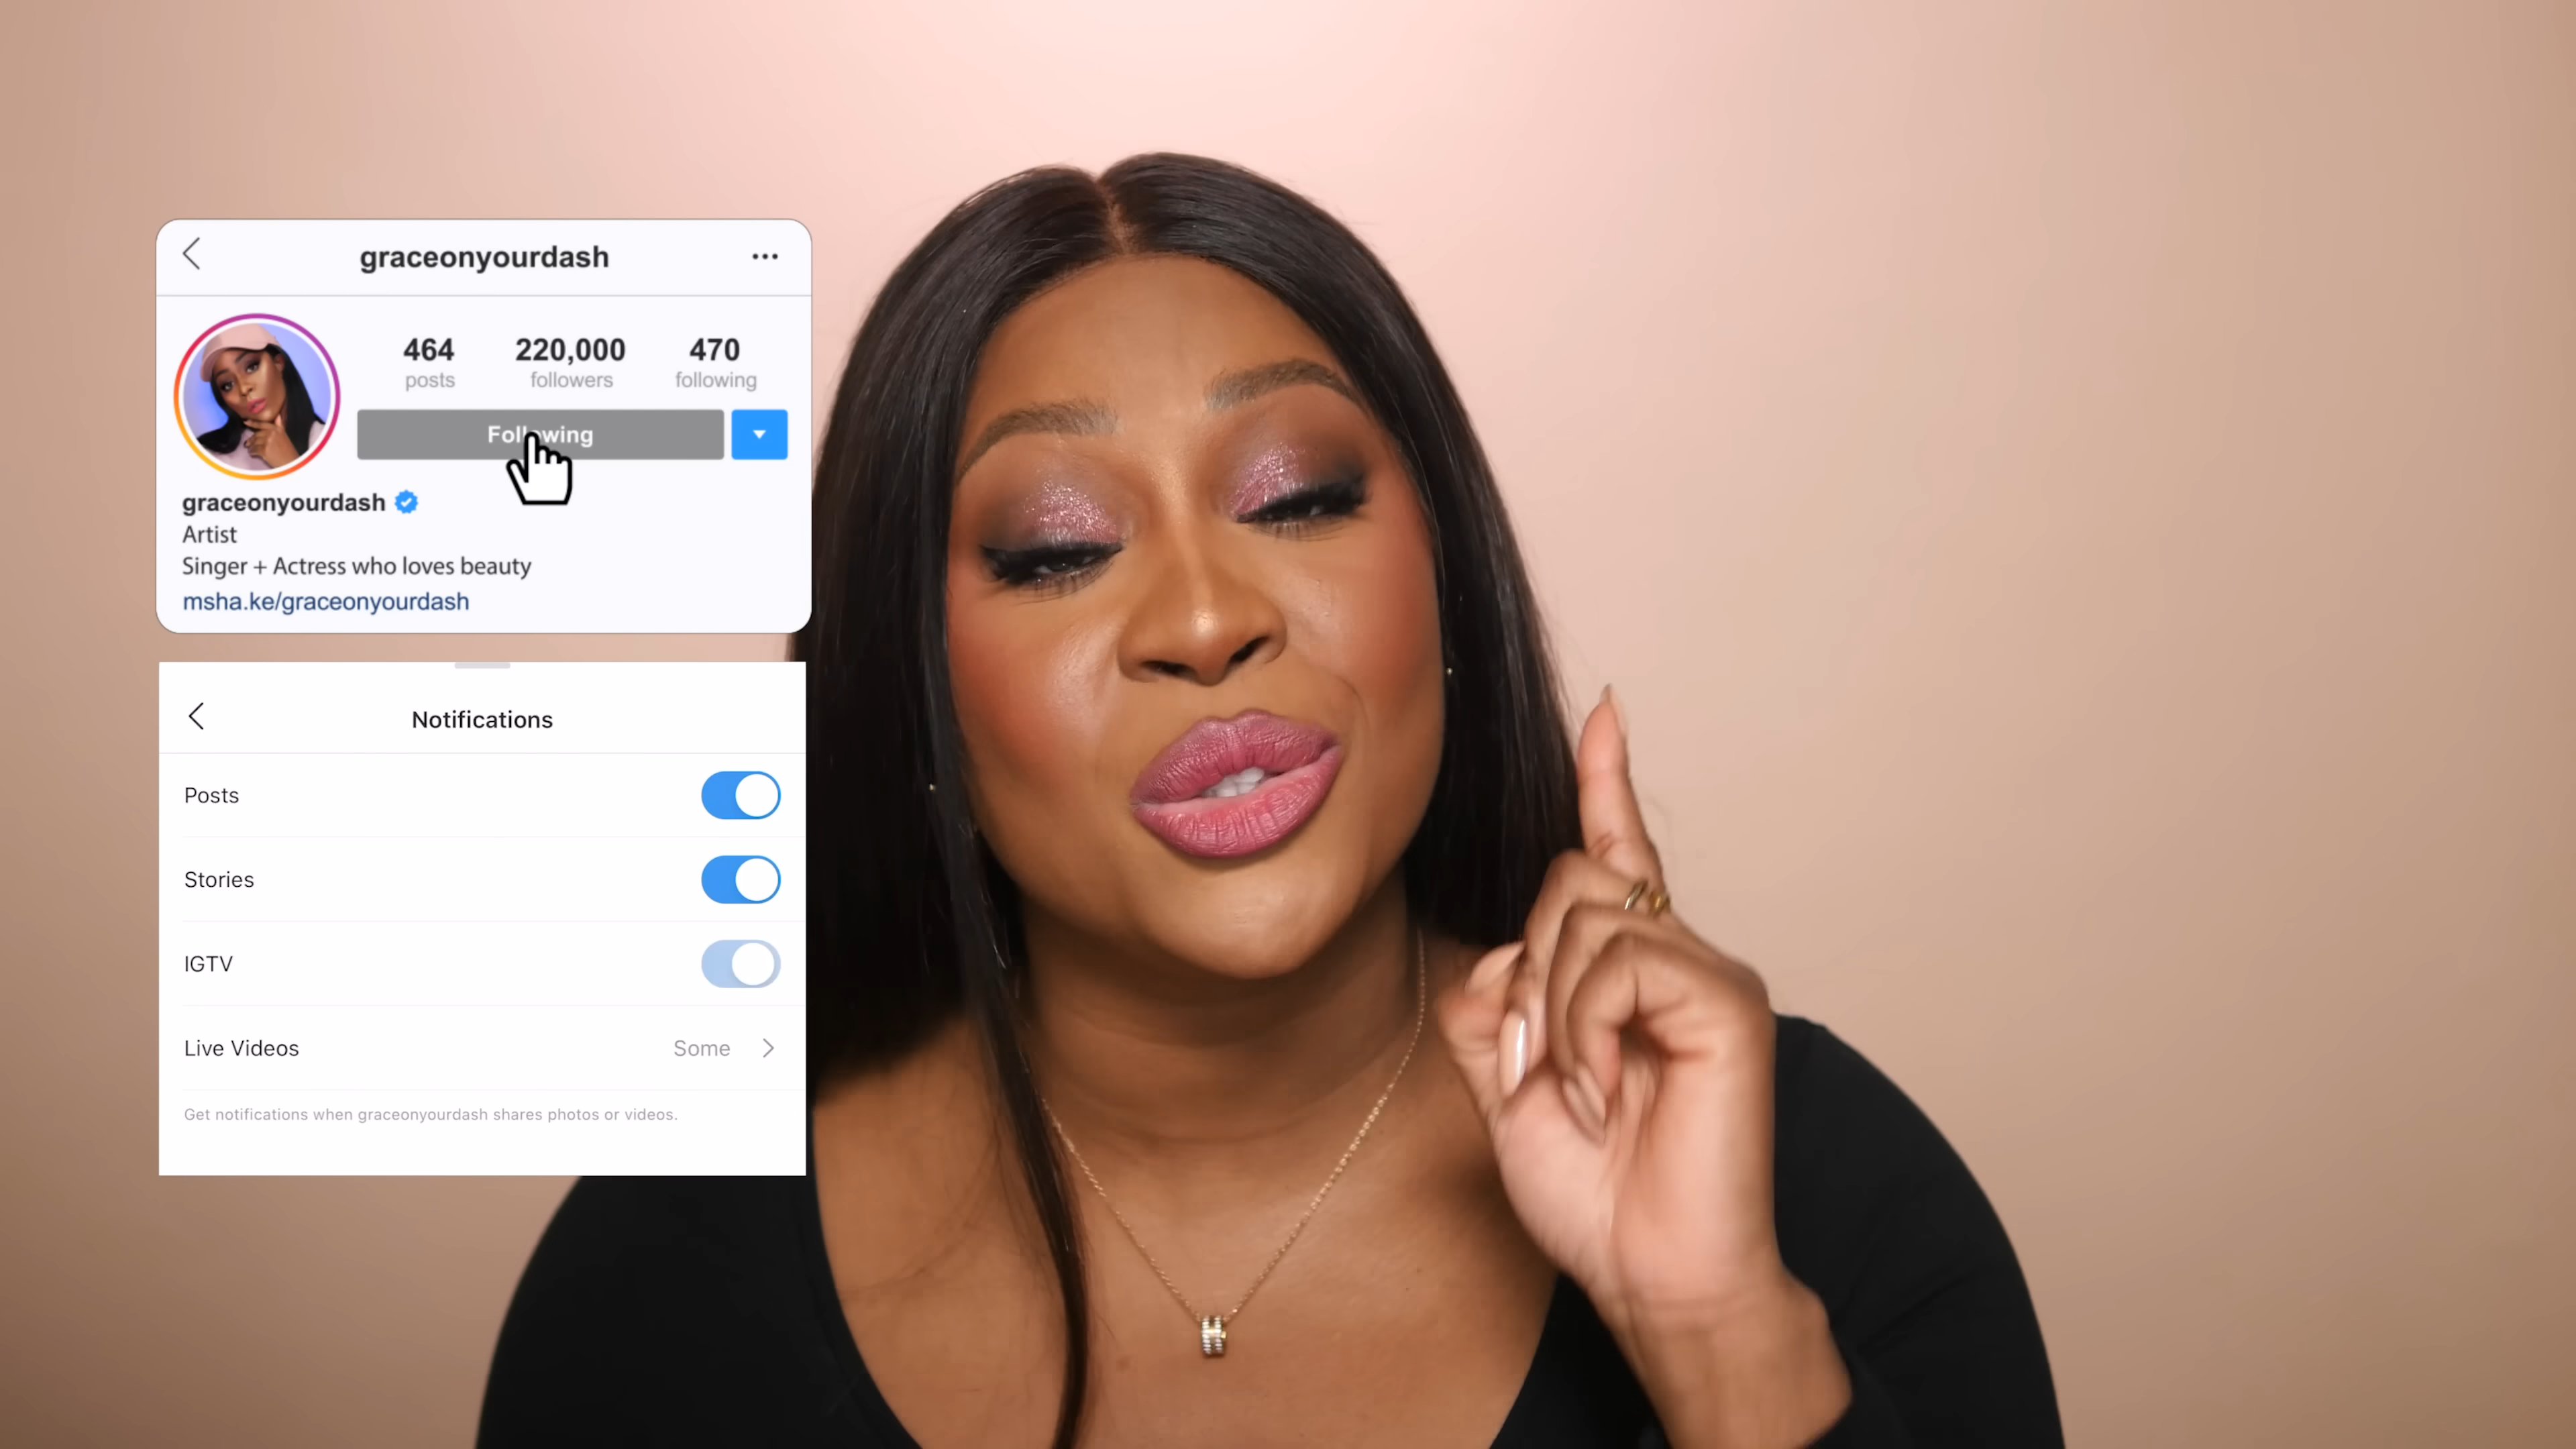 graceonyourdash
464 220,000 470
posts followers following
Following
graceonyourdash
Artist
Singer + Actress who loves beauty
msha.ke/graceonyourdash
Notifications
Posts
Stories
IGTV
Live Videos Some
Get notifications when graceonyourdash shares photos or videos.